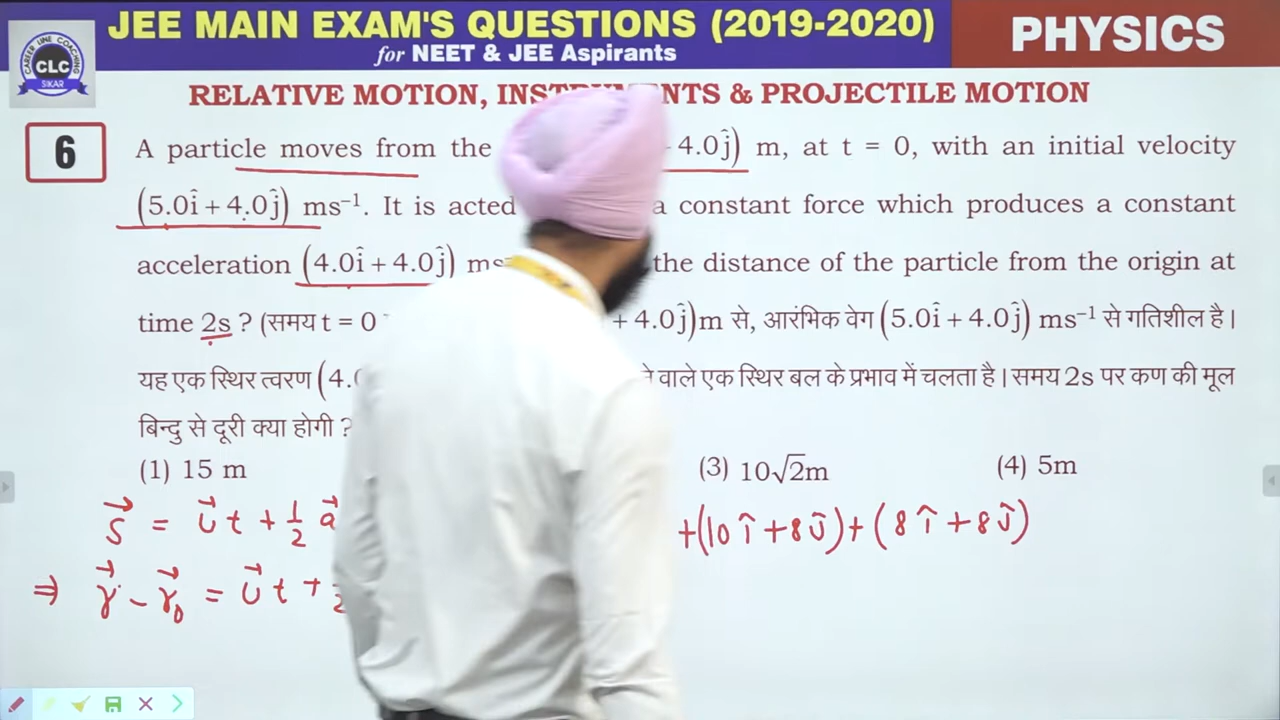 JEE MAIN EXAM'S QUESTIONS (2019-2020)
for NEET & JEE Aspirants
PHYSICS
CAREER LINE COACHING
CLC
SIKAR
RELATIVE MOTION, & PROJECTILE MOTION
6
A particle moves from the 4.0ĵ) m, at t = 0, with an initial velocity
(5.0î + 4.0ĵ) ms⁻¹. It is acted a constant force which produces a constant
acceleration (4.0î + 4.0ĵ) the distance of the particle from the origin at
time 2s ? (समय t = 0 + 4.0ĵ)m से, आरंभिक वेग (5.0î + 4.0ĵ) ms⁻¹ से गतिशील है।
यह एक स्थिर त्वरण (4. वाले एक स्थिर बल के प्रभाव में चलता है। समय 2s पर कण की मूल
बिन्दु से दूरी क्या होगी ?
(1) 15 m (3) 10√2m (4) 5m
s⃗ = u⃗ t + 1/2 a⃗ +(10 î + 8ĵ) + (8 î + 8ĵ)
⇒ r⃗ - r⃗₀ = u⃗ t +